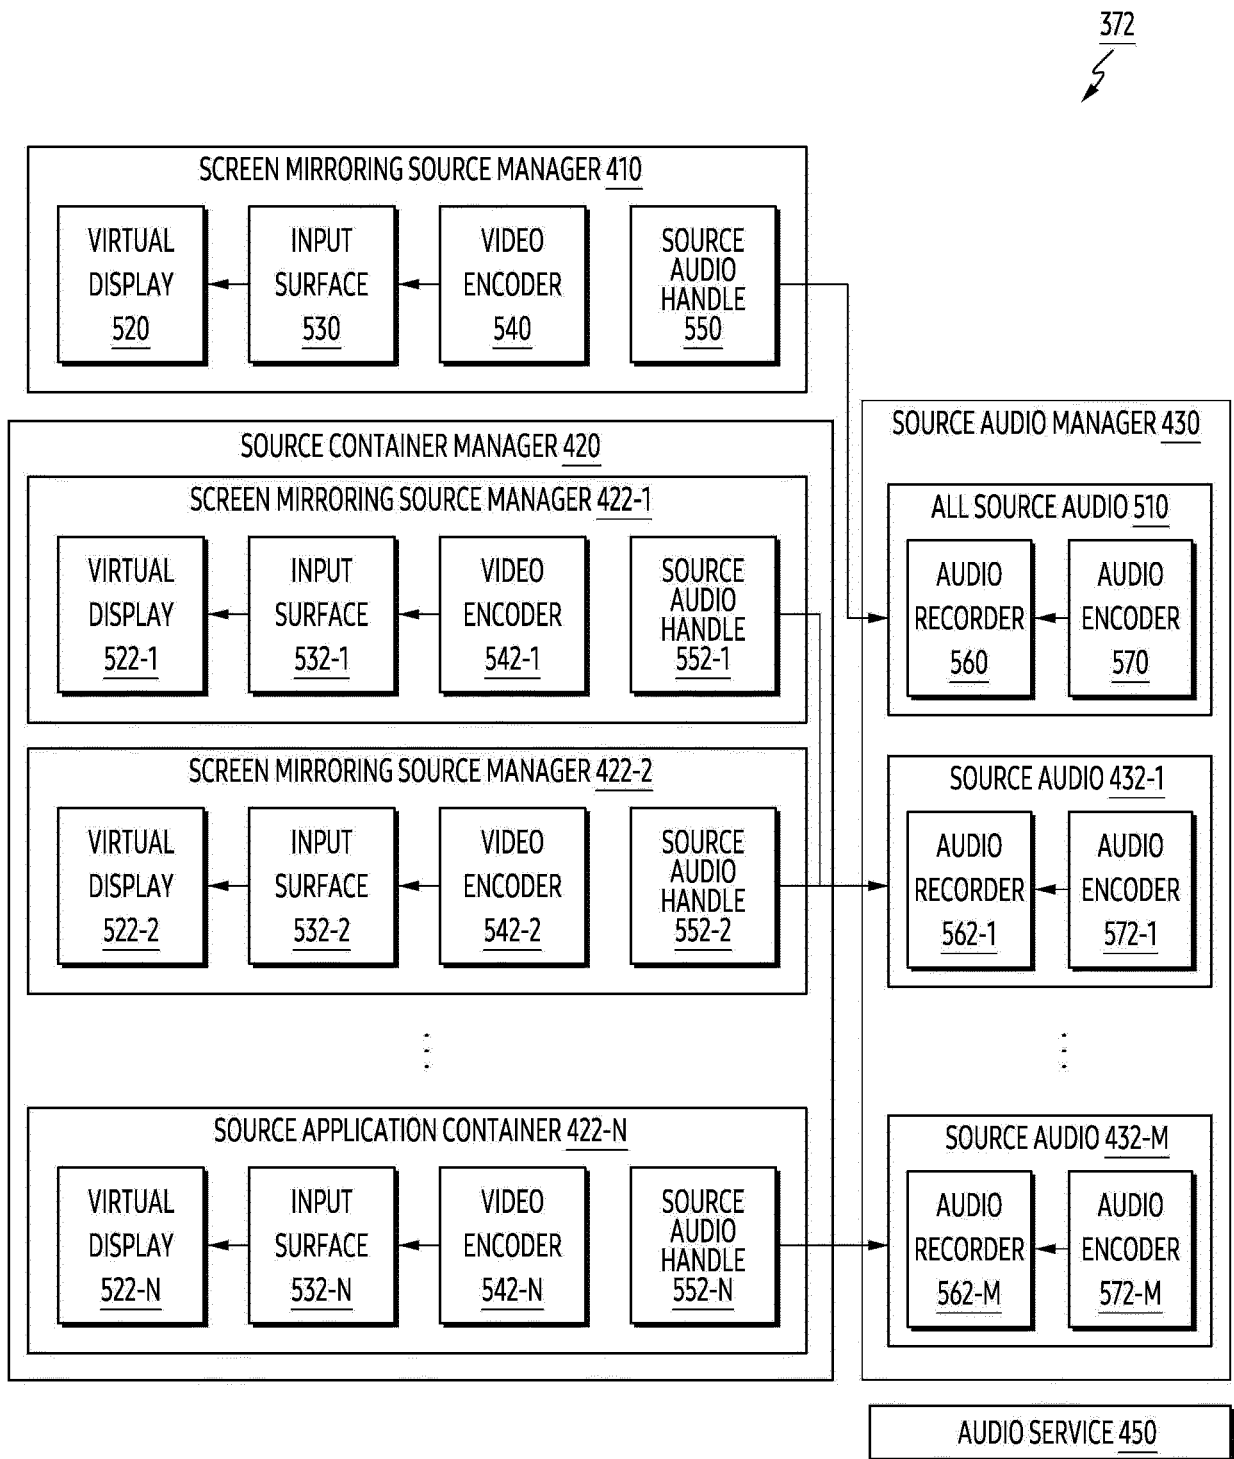 372
SCREEN MIRRORING SOURCE MANAGER 410
VIRTUAL
DISPLAY
520
INPUT
SURFACE
530
VIDEO
ENCODER
540
SOURCE
AUDIO
HANDLE
550
SOURCE CONTAINER MANAGER 420
SCREEN MIRRORING SOURCE MANAGER 422-1
VIRTUAL
DISPLAY
522-1
INPUT
SURFACE
532-1
VIDEO
ENCODER
542-1
SOURCE
AUDIO
HANDLE
552-1
SCREEN MIRRORING SOURCE MANAGER 422-2
VIRTUAL
DISPLAY
522-2
INPUT
SURFACE
532-2
VIDEO
ENCODER
542-2
SOURCE
AUDIO
HANDLE
552-2
SOURCE APPLICATION CONTAINER 422-N
VIRTUAL
DISPLAY
522-N
INPUT
SURFACE
532-N
VIDEO
ENCODER
542-N
SOURCE
AUDIO
HANDLE
552-N
SOURCE AUDIO MANAGER 430
ALL SOURCE AUDIO 510
AUDIO
RECORDER
560
AUDIO
ENCODER
570
SOURCE AUDIO 432-1
AUDIO
RECORDER
562-1
AUDIO
ENCODER
572-1
SOURCE AUDIO 432-M
AUDIO
RECORDER
562-M
AUDIO
ENCODER
572-M
AUDIO SERVICE 450